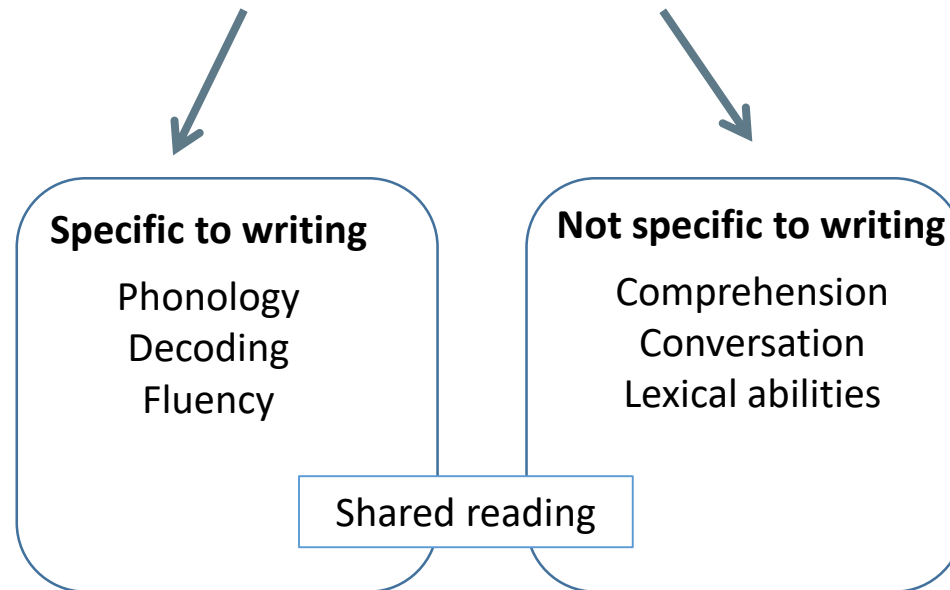 Specific to writing
Phonology
Decoding
Fluency
Not specific to writing
Comprehension
Conversation
Lexical abilities
Shared reading